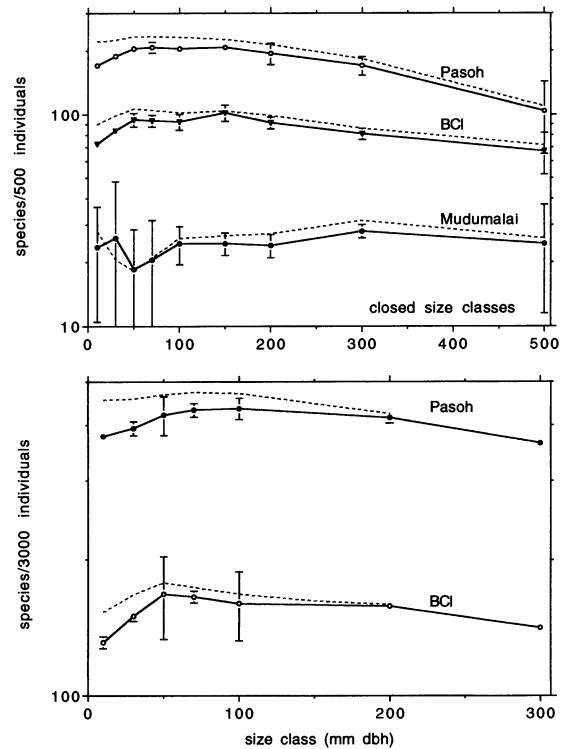 Pasoh
100
BCI
species/500 individuals
Mudumalai
closed size classes
10
0 100 200 300 400 500
Pasoh
species/3000 individuals
BCI
100
0 100 200 300
size class (mm dbh)